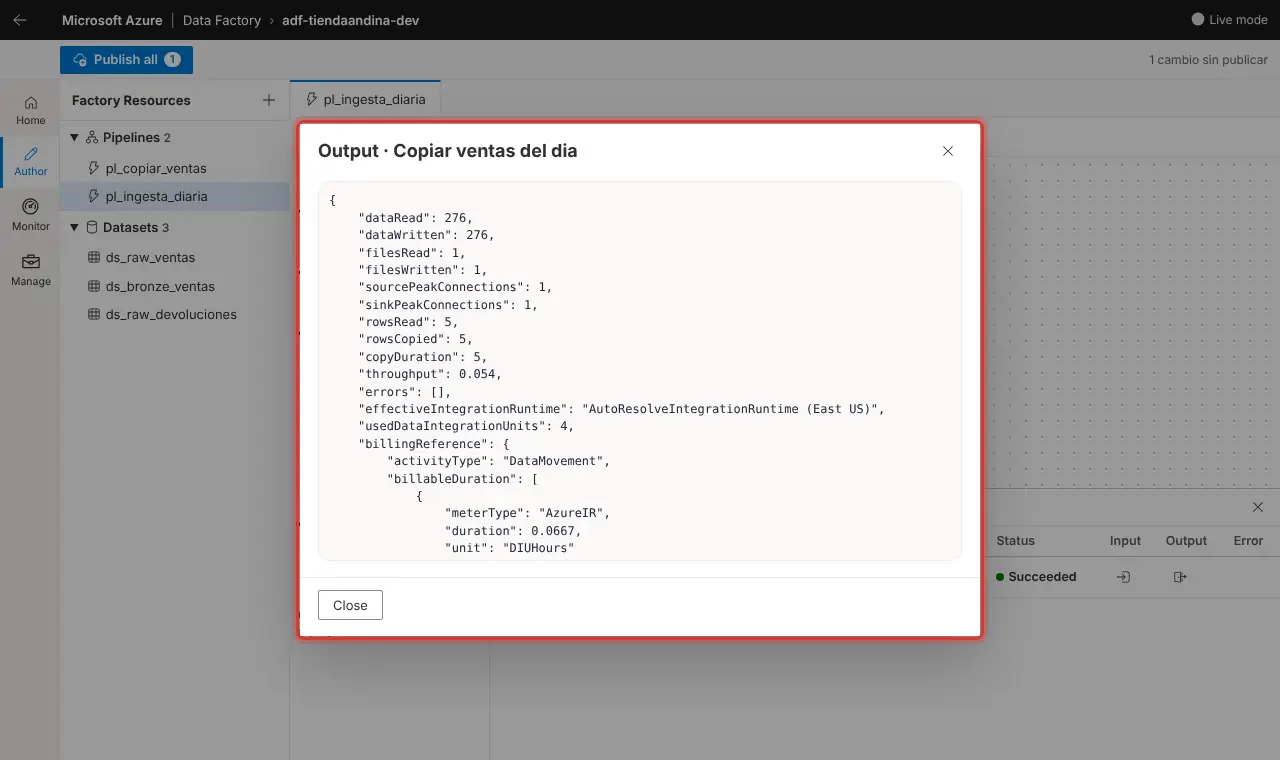 Microsoft Azure | Data Factory › adf-tiendaandina-dev
Live mode
Publish all 1
1 cambio sin publicar
Home
Author
Monitor
Manage
Factory Resources
Pipelines 2
pl_copiar_ventas
pl_ingesta_diaria
Datasets 3
ds_raw_ventas
ds_bronze_ventas
ds_raw_devoluciones
pl_ingesta_diaria
Output · Copiar ventas del dia
{
    "dataRead": 276,
    "dataWritten": 276,
    "filesRead": 1,
    "filesWritten": 1,
    "sourcePeakConnections": 1,
    "sinkPeakConnections": 1,
    "rowsRead": 5,
    "rowsCopied": 5,
    "copyDuration": 5,
    "throughput": 0.054,
    "errors": [],
    "effectiveIntegrationRuntime": "AutoResolveIntegrationRuntime (East US)",
    "usedDataIntegrationUnits": 4,
    "billingReference": {
        "activityType": "DataMovement",
        "billableDuration": [
            {
                "meterType": "AzureIR",
                "duration": 0.0667,
                "unit": "DIUHours"
Close
Status Input Output Error
Succeeded